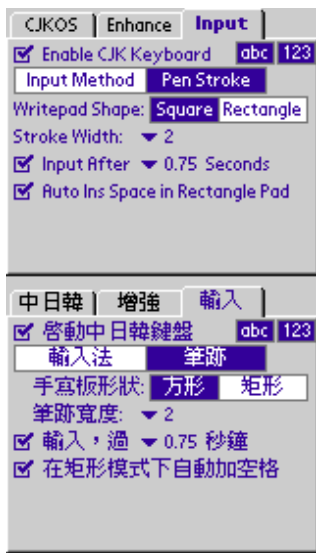 CJKOS Enhance Input
Enable CJK Keyboard abc 123
Input Method Pen Stroke
Writepad Shape: Square Rectangle
Stroke Width: 2
Input After 0.75 Seconds
Auto Ins Space in Rectangle Pad
中日韓 增強 輸入
啓動中日韓鍵盤 abc 123
輸入法 筆跡
手寫板形狀: 方形 矩形
筆跡寬度: 2
輸入，過 0.75 秒鐘
在矩形模式下自動加空格